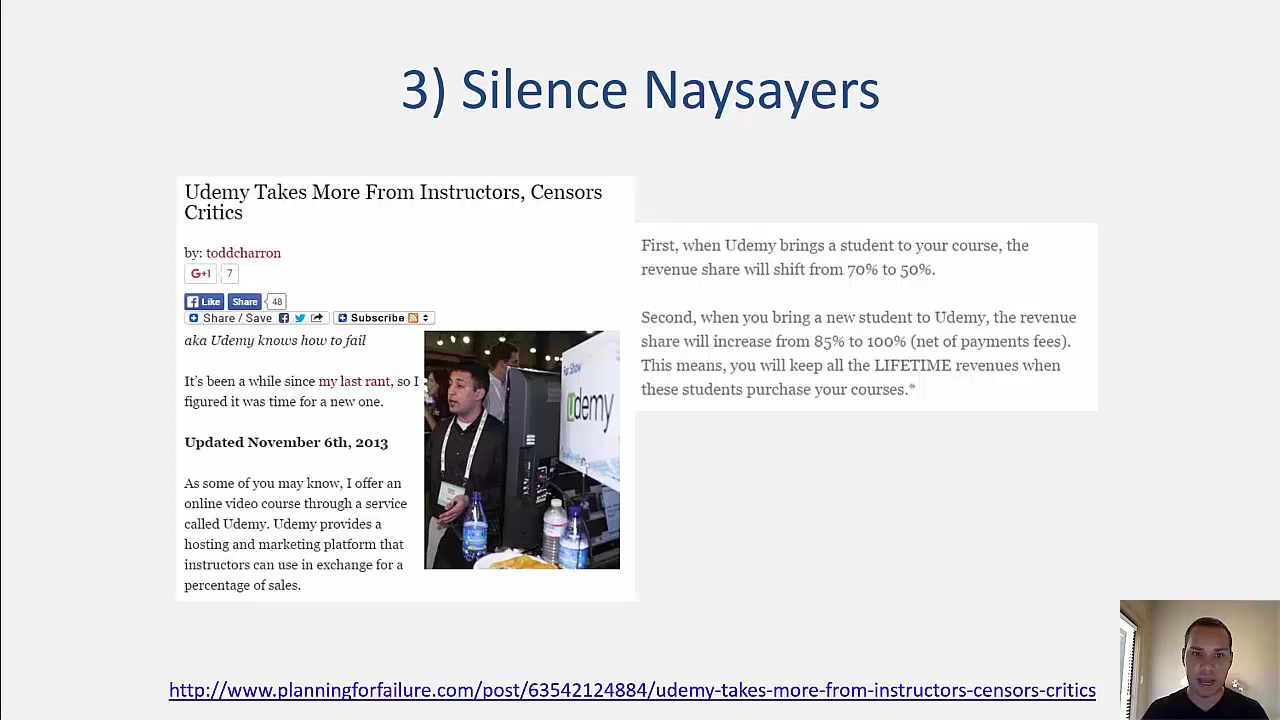 3) Silence Naysayers
Udemy Takes More From Instructors, Censors
Critics
by: toddcharron
G+1 7
Like Share 48
Share / Save Subscribe
aka Udemy knows how to fail
It's been a while since my last rant, so I
figured it was time for a new one.
Updated November 6th, 2013
As some of you may know, I offer an
online video course through a service
called Udemy. Udemy provides a
hosting and marketing platform that
instructors can use in exchange for a
percentage of sales.
For Show
udemy
First, when Udemy brings a student to your course, the
revenue share will shift from 70% to 50%.
Second, when you bring a new student to Udemy, the revenue
share will increase from 85% to 100% (net of payments fees).
This means, you will keep all the LIFETIME revenues when
these students purchase your courses.*
http://www.planningforfailure.com/post/63542124884/udemy-takes-more-from-instructors-censors-critics